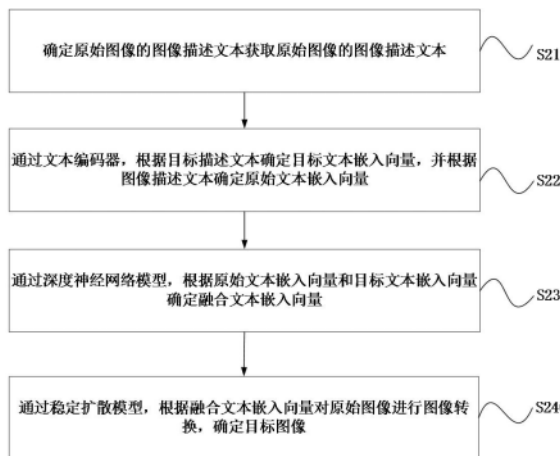 确定原始图像的图像描述文本获取原始图像的图像描述文本
S21
通过文本编码器，根据目标描述文本确定目标文本嵌入向量，并根据
图像描述文本确定原始文本嵌入向量
S22
通过深度神经网络模型，根据原始文本嵌入向量和目标文本嵌入向量
确定融合文本嵌入向量
S23
通过稳定扩散模型，根据融合文本嵌入向量对原始图像进行图像转
换，确定目标图像
S24